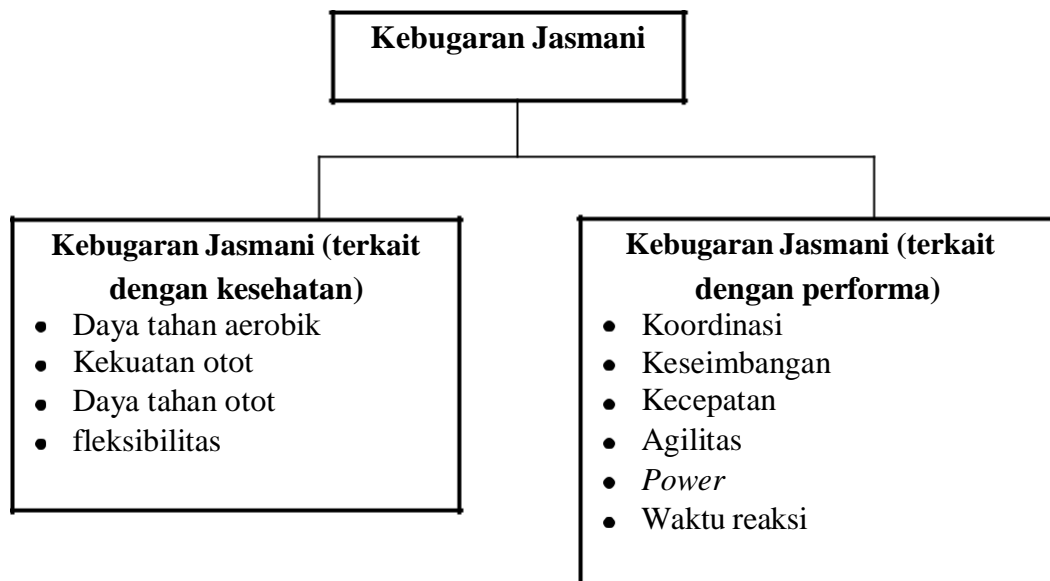 Kebugaran Jasmani
Kebugaran Jasmani (terkait
dengan kesehatan)
• Daya tahan aerobik
• Kekuatan otot
• Daya tahan otot
• fleksibilitas
Kebugaran Jasmani (terkait
dengan performa)
• Koordinasi
• Keseimbangan
• Kecepatan
• Agilitas
• Power
• Waktu reaksi